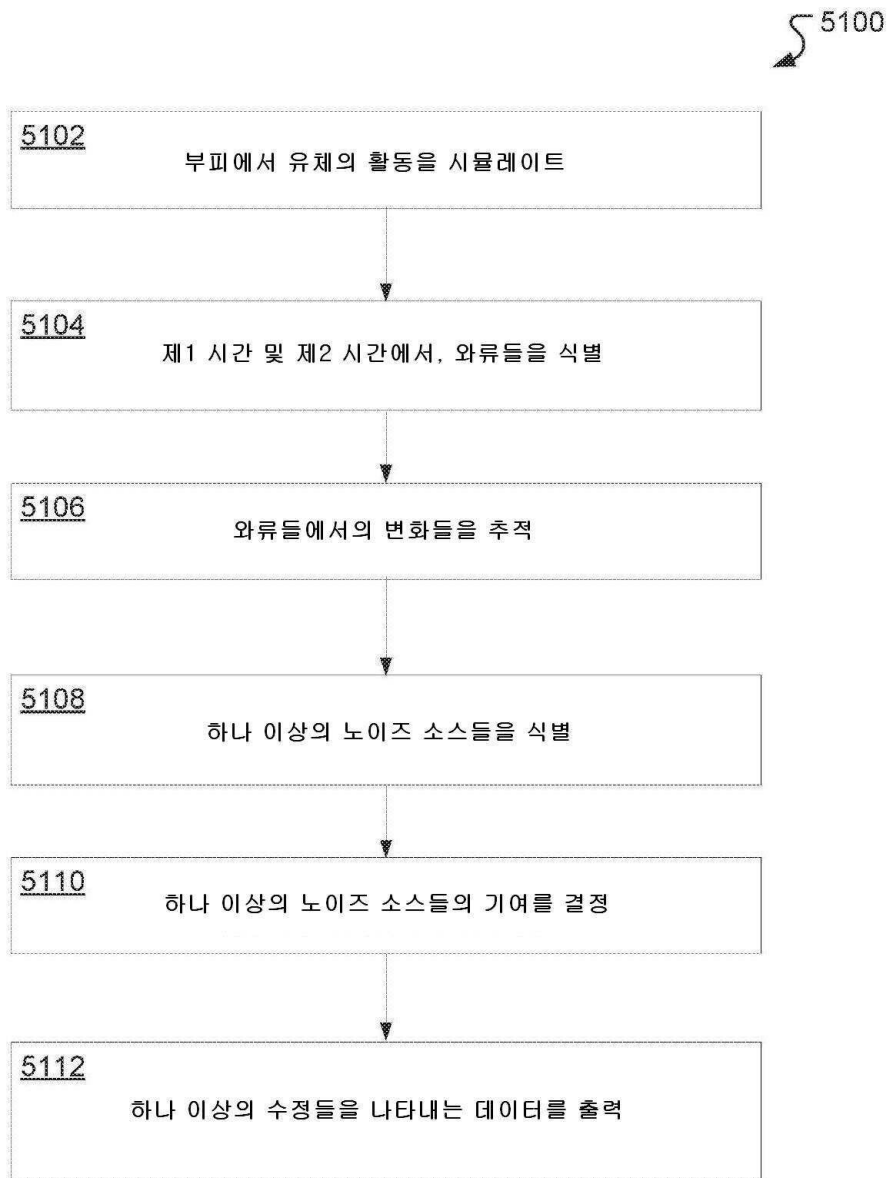 5100
5102
부피에서 유체의 활동을 시뮬레이트
5104
제1 시간 및 제2 시간에서, 와류들을 식별
5106
와류들에서의 변화들을 추적
5108
하나 이상의 노이즈 소스들을 식별
5110
하나 이상의 노이즈 소스들의 기여를 결정
5112
하나 이상의 수정들을 나타내는 데이터를 출력